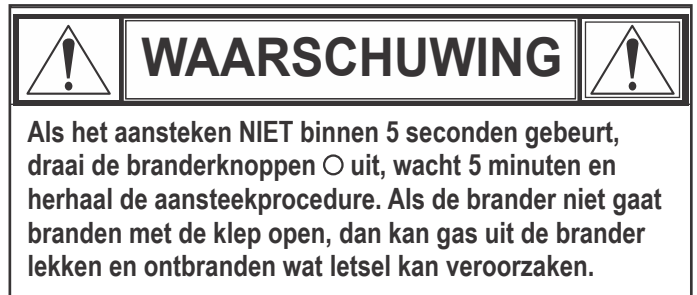 WAARSCHUWING
Als het aansteken NIET binnen 5 seconden gebeurt,
draai de branderknoppen O uit, wacht 5 minuten en
herhaal de aansteekprocedure. Als de brander niet gaat
branden met de klep open, dan kan gas uit de brander
lekken en ontbranden wat letsel kan veroorzaken.